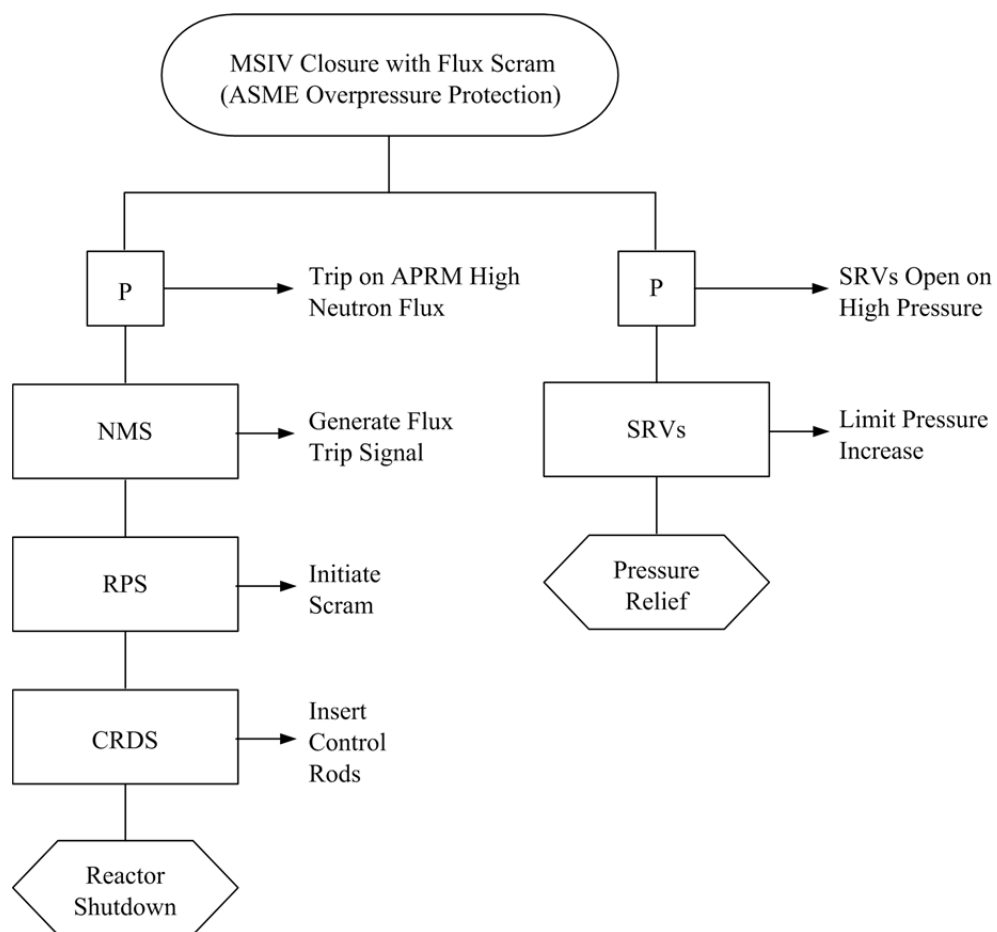 MSIV Closure with Flux Scram
(ASME Overpressure Protection)
P
Trip on APRM High
Neutron Flux
NMS
Generate Flux
Trip Signal
RPS
Initiate
Scram
CRDS
Insert
Control
Rods
Reactor
Shutdown
P
SRVs Open on
High Pressure
SRVs
Limit Pressure
Increase
Pressure
Relief